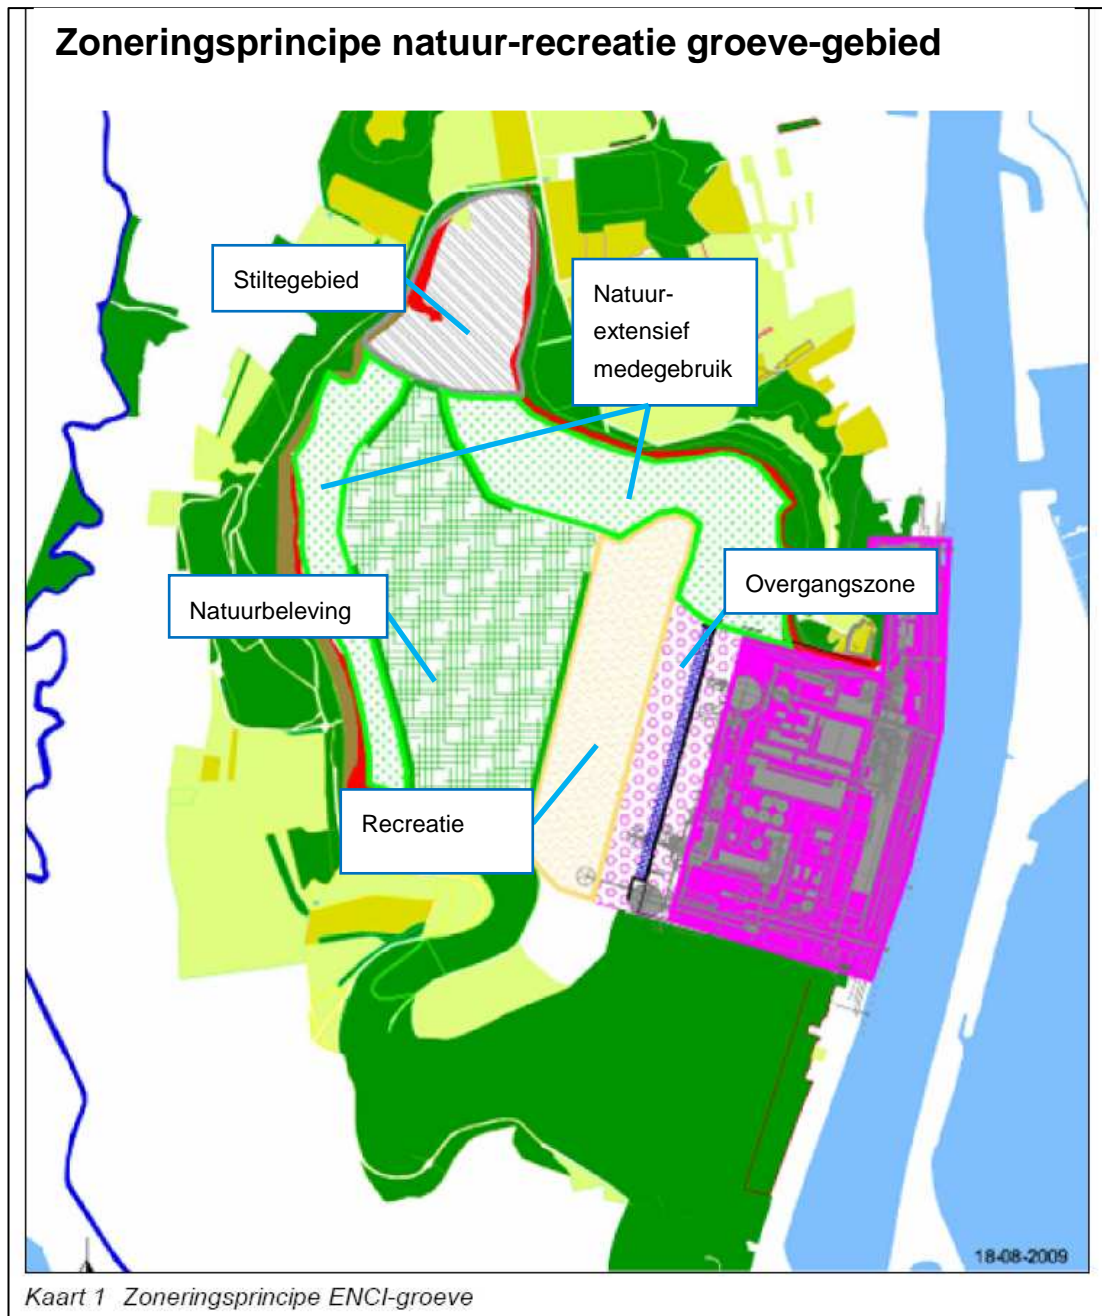 Zoneringsprincipe natuur-recreatie groeve-gebied
Stiltegebied
Natuur-
extensief
medegebruik
Overgangszone
Natuurbeleving
Recreatie
18-08-2009
Kaart 1 Zoneringsprincipe ENCI-groeve